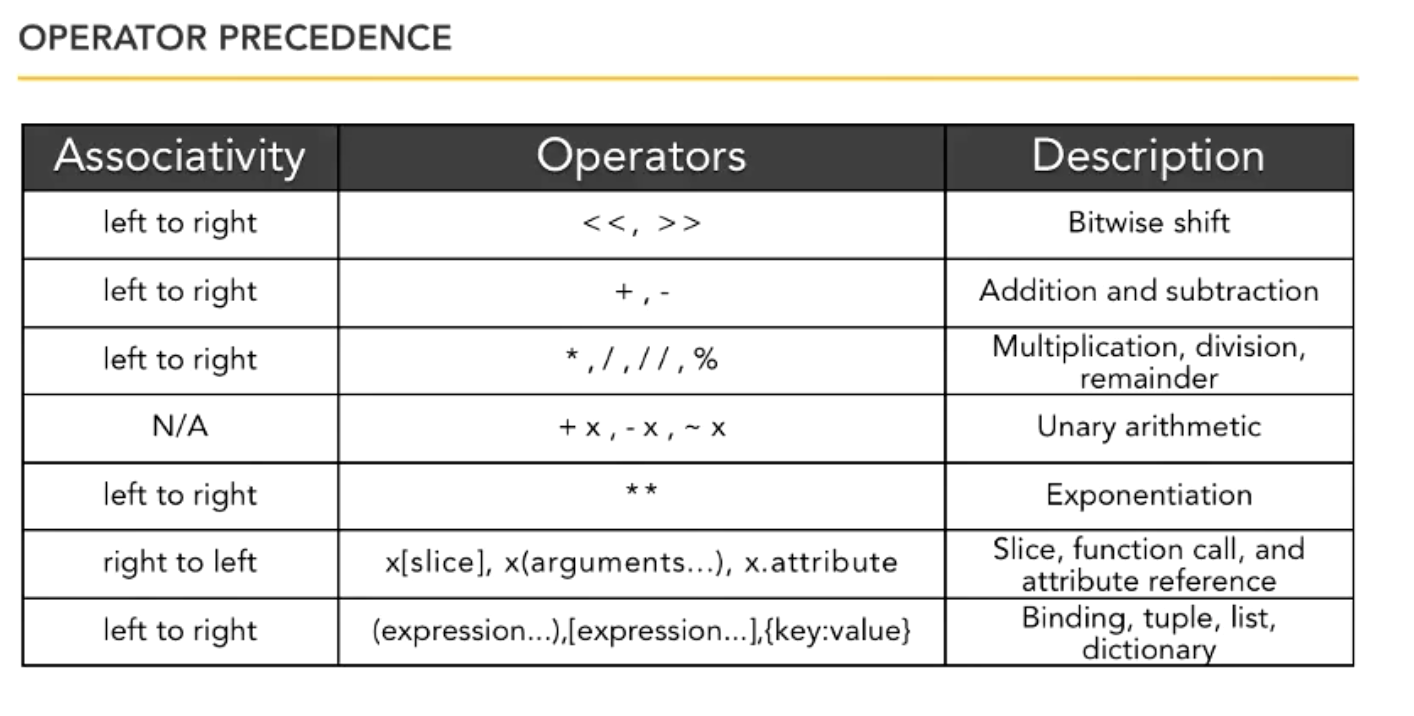 OPERATOR PRECEDENCE
Associativity Operators Description
left to right <<, >> Bitwise shift
left to right + , - Addition and subtraction
left to right * , / , / / , % Multiplication, division,
remainder
N/A + x , - x , ~ x Unary arithmetic
left to right * * Exponentiation
right to left x[slice], x(arguments...), x.attribute Slice, function call, and
attribute reference
left to right (expression...),[expression...],{key:value} Binding, tuple, list,
dictionary